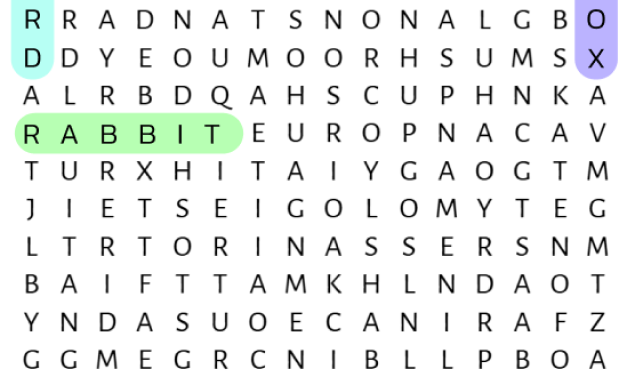 R R A D N A T S N O N A L G B O
D D Y E O U M O O R H S U M S X
A L R B D Q A H S C U P H N K A
R A B B I T E U R O P N A C A V
T U R X H I T A I Y G A O G T M
J I E T S E I G O L O M Y T E G
L T R T O R I N A S S E R S N M
B A I F T T A M K H L N D A O T
Y N D A S U O E C A N I R A F Z
G G M E G R C N I B L L P B O A